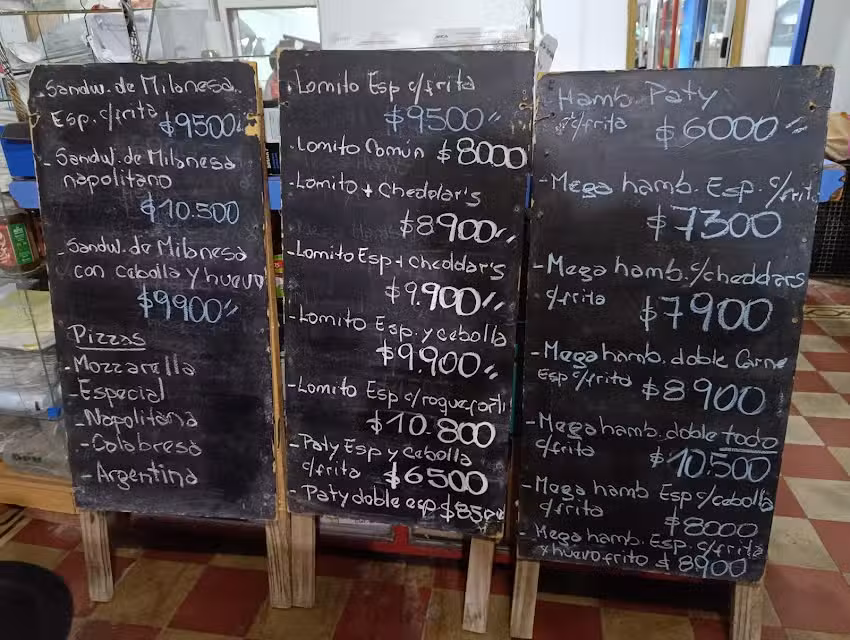 Sandw. de Milanesa
Esp. c/frita $9500
- Sandw. de Milanesa
napolitano
$10.500
- Sandw. de Milanesa
con cebolla y huevo
$9900
Pizzas
- Mozzarella
- Especial
- Napolitana
- Calabresa
- Argentina
. Lomito Esp c/frita
$9500
. Lomito Común $8000
- Lomito + Cheddar's
$8900
- Lomito Esp + Cheddar's
$9.900
- Lomito Esp. y cebolla
$9.900
- Lomito Esp c/roquefort
$10.800
- Paty Esp y cebolla
c/frita $6500
- Paty doble esp $8500
Hamb. Paty
c/frita $6000
- Mega hamb. Esp. c/frit
$7300
- Mega hamb. c/cheddars
c/frita $7900
- Mega hamb. doble Carne
Esp c/frita $8900
- Mega hamb. doble todo
c/frita $10.500
- Mega hamb Esp c/cebolla
c/frita $8000
- Mega hamb. Esp. c/frita
x huevo frito $8900